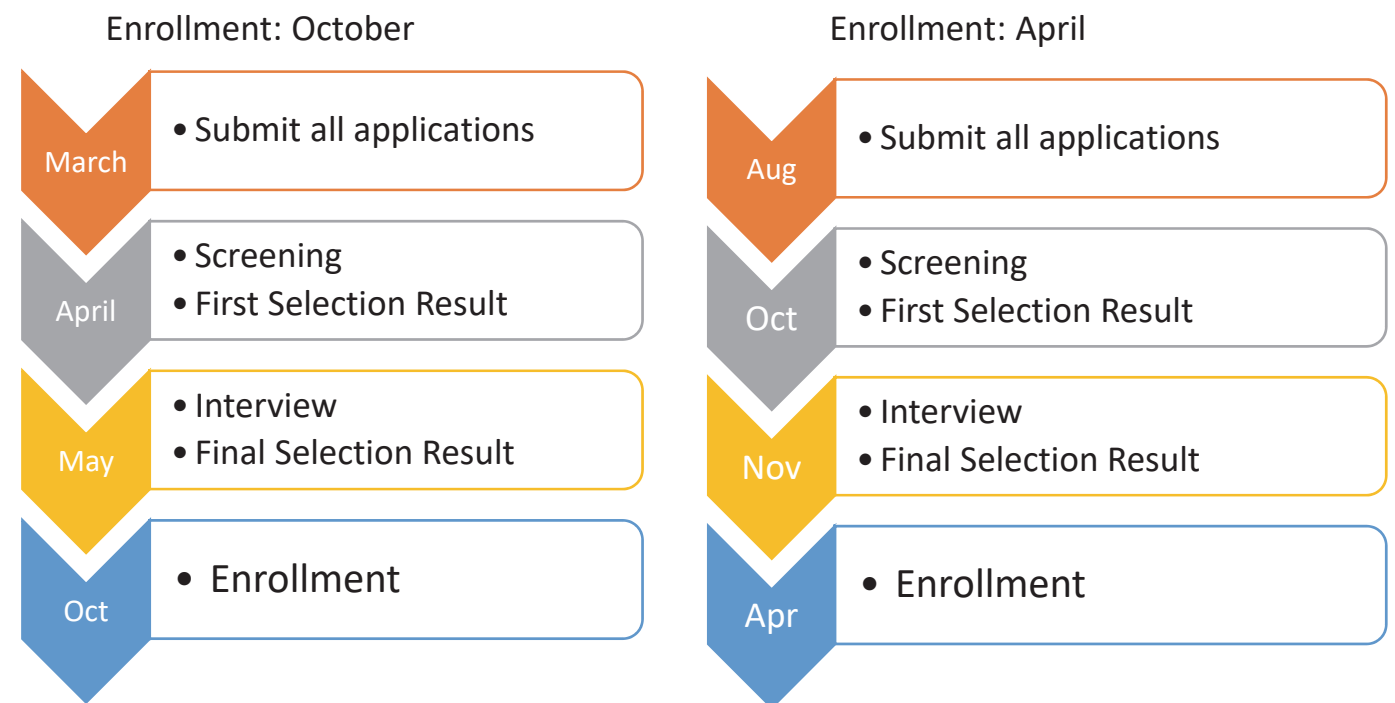 Enrollment: October
March
• Submit all applications
April
• Screening
• First Selection Result
May
• Interview
• Final Selection Result
Oct
• Enrollment
Enrollment: April
Aug
• Submit all applications
Oct
• Screening
• First Selection Result
Nov
• Interview
• Final Selection Result
Apr
• Enrollment